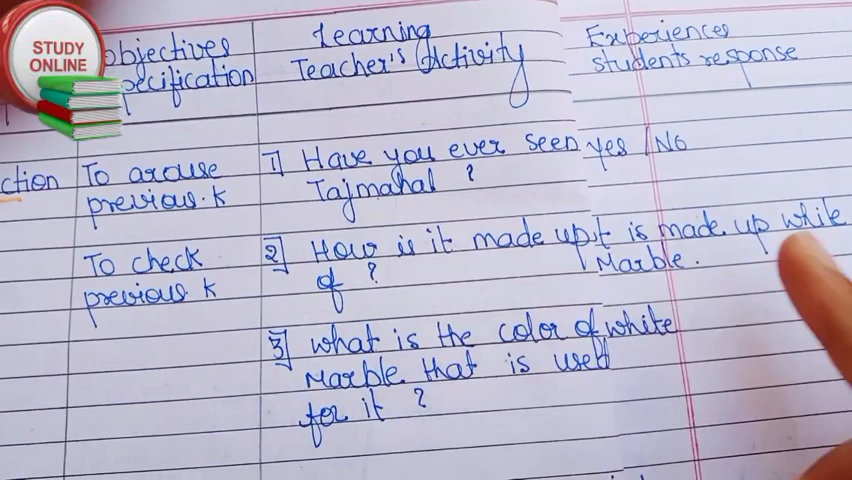 STUDY
ONLINE
objectives
pecification
Learning
Teacher's Activity
Experiences
students response
ction
To arouse
previous.k
1) Have you ever seen
Tajmahal ?
yes / No
To check
previous k
2] How is it made up
of ?
it is made up while
Marble.
3] what is the color of
Marble that is used
for it ?
white